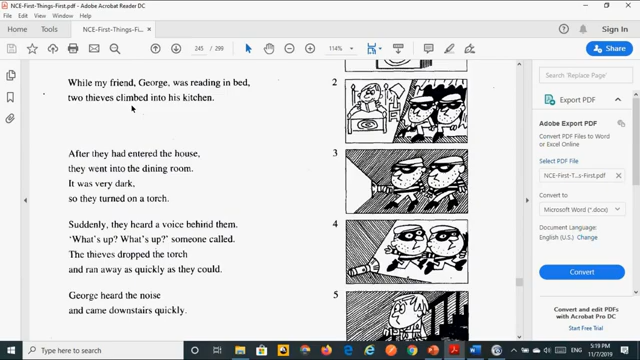 NCE-First-Things-First.pdf - Adobe Acrobat Reader DC
File Edit View Window Help
Home Tools NCE-First-Things-Fi... ×
Sign In
245 / 299
114%
Share
While my friend, George, was reading in bed,
two thieves climbed into his kitchen.
After they had entered the house,
they went into the dining room.
It was very dark,
so they turned on a torch.
Suddenly, they heard a voice behind them.
‘What's up? What's up?’ someone called.
The thieves dropped the torch
and ran away as quickly as they could.
George heard the noise
and came downstairs quickly.
2
3
4
5
Search 'Replace Page'
Export PDF
Adobe Export PDF
Convert PDF Files to Word
or Excel Online
Select PDF File
NCE-First-T...s-First.pdf ×
Convert to
Microsoft Word (*.docx)
Document Language:
English (U.S.) Change
Convert
Convert and edit PDFs
with Acrobat Pro DC
Start Free Trial
Type here to search
ENG
5:19 PM
11/7/2019